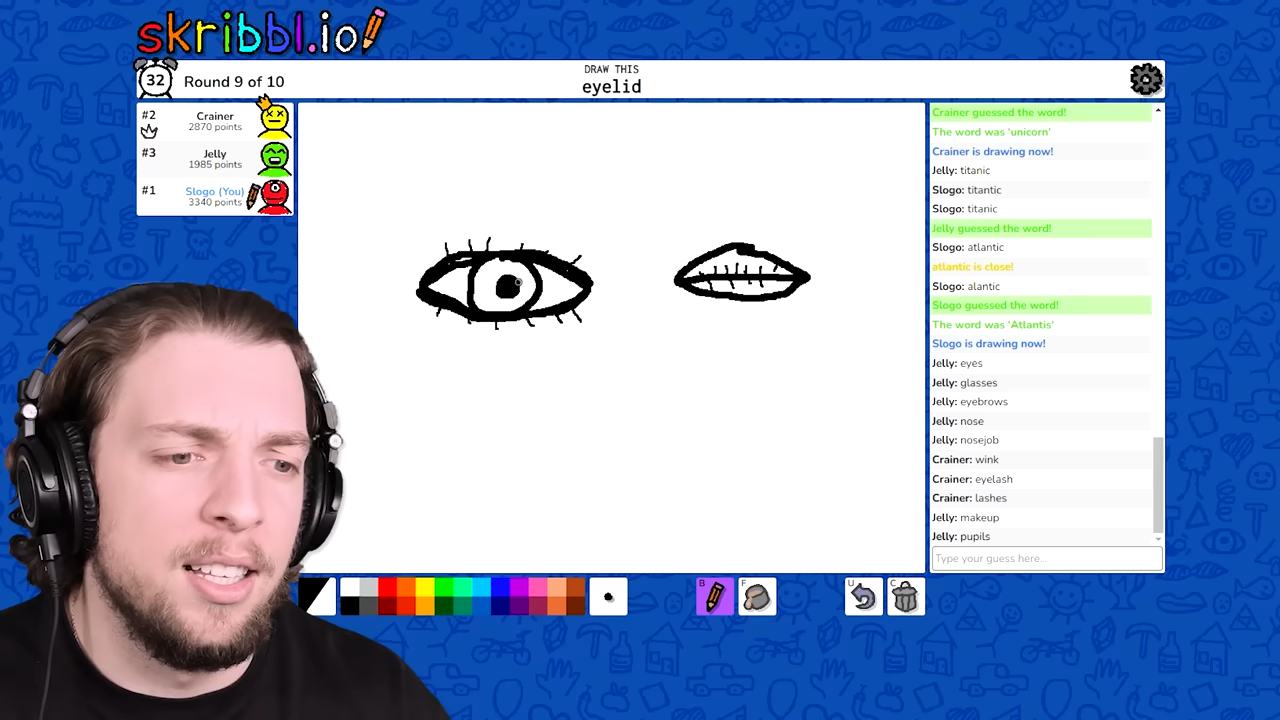 skribbl.io
32
Round 9 of 10
DRAW THIS
eyelid
#2
Crainer
2870 points
#3
Jelly
1985 points
#1
Slogo (You)
3340 points
Crainer guessed the word!
The word was 'unicorn'
Crainer is drawing now!
Jelly: titanic
Slogo: titantic
Slogo: titanic
Jelly guessed the word!
Slogo: atlantic
atlantic is close!
Slogo: alantic
Slogo guessed the word!
The word was 'Atlantis'
Slogo is drawing now!
Jelly: eyes
Jelly: glasses
Jelly: eyebrows
Jelly: nose
Jelly: nosejob
Crainer: wink
Crainer: eyelash
Crainer: lashes
Jelly: makeup
Jelly: pupils
Type your guess here...
B
F
U
C